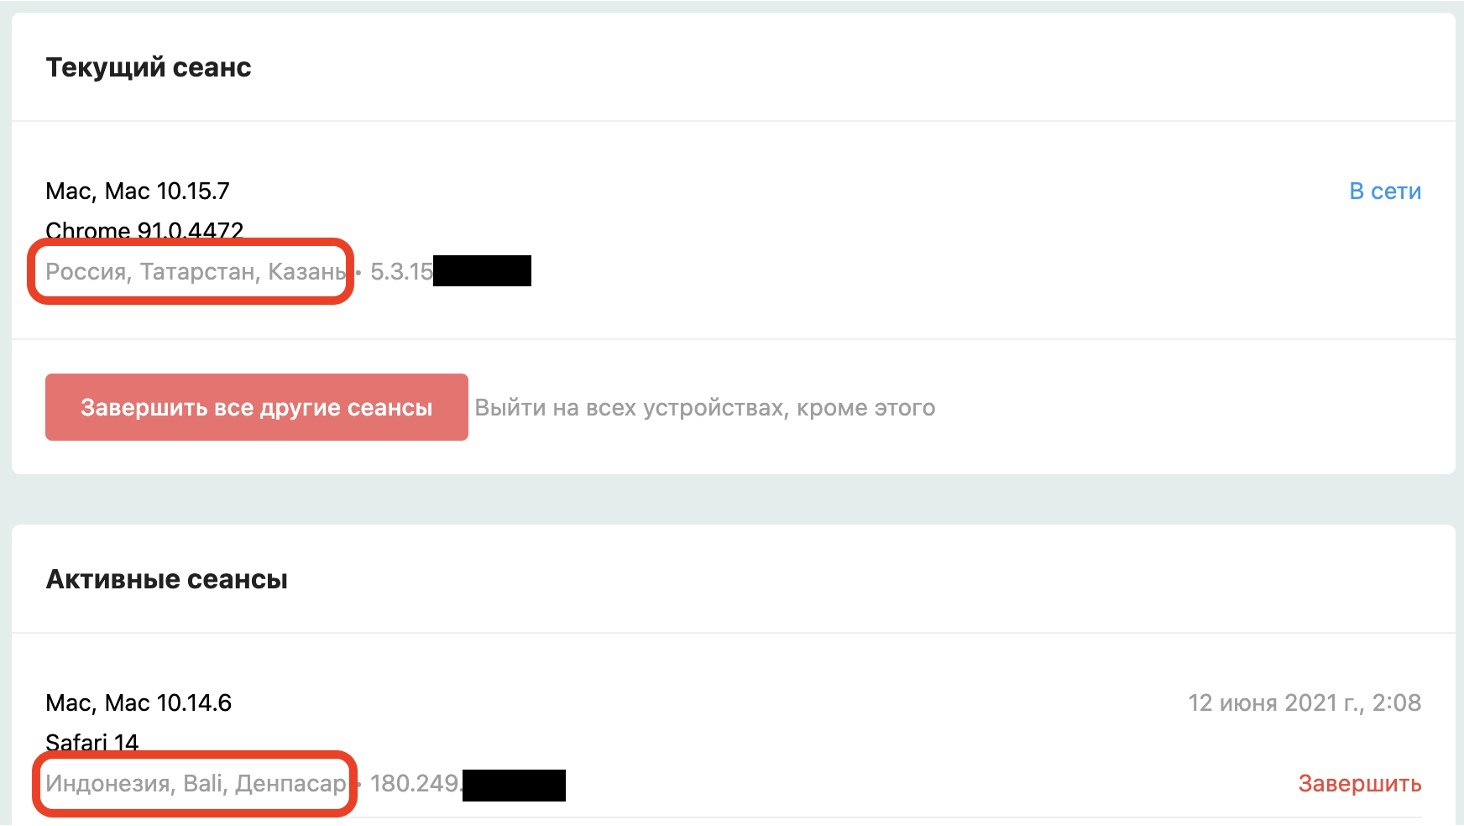 Текущий сеанс
Mac, Mac 10.15.7
В сети
Chrome 91.0.4472
Россия, Татарстан, Казань • 5.3.15
Завершить все другие сеансы Выйти на всех устройствах, кроме этого
Активные сеансы
Mac, Mac 10.14.6
12 июня 2021 г., 2:08
Safari 14
Индонезия, Bali, Денпасар • 180.249.
Завершить